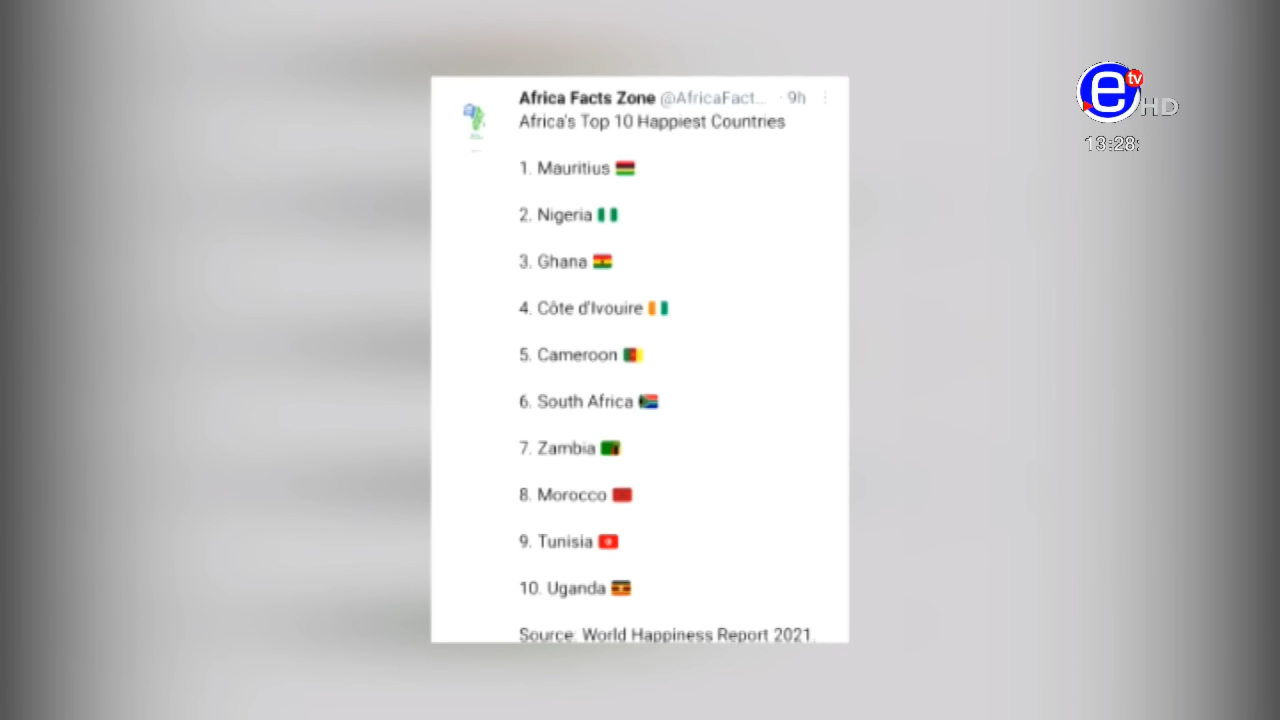 Africa Facts Zone @AfricaFact... · 9h
Africa's Top 10 Happiest Countries
1. Mauritius
2. Nigeria
3. Ghana
4. Côte d'Ivouire
5. Cameroon
6. South Africa
7. Zambia
8. Morocco
9. Tunisia
10. Uganda
Source: World Happiness Report 2021.
e tv HD
13:28